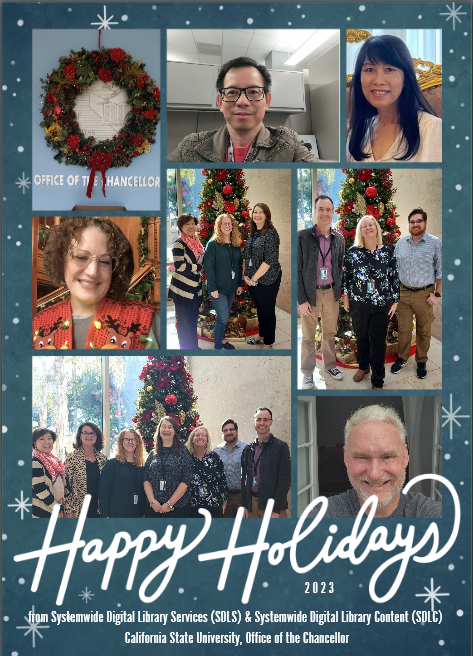 OFFICE OF THE CHANCELLOR
Happy Holidays
2023
from Systemwide Digital Library Services (SDLS) & Systemwide Digital Library Content (SDLC)
California State University, Office of the Chancellor